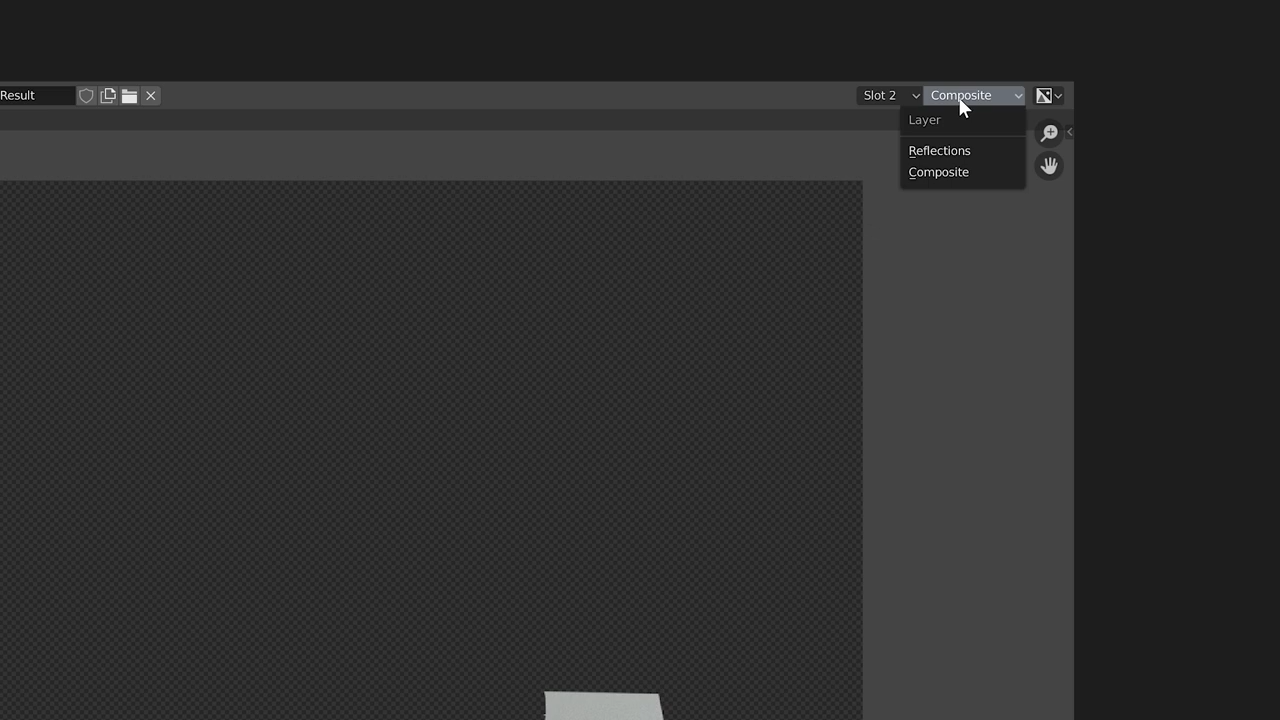 Result
Slot 2
Composite
Layer
Reflections
Composite